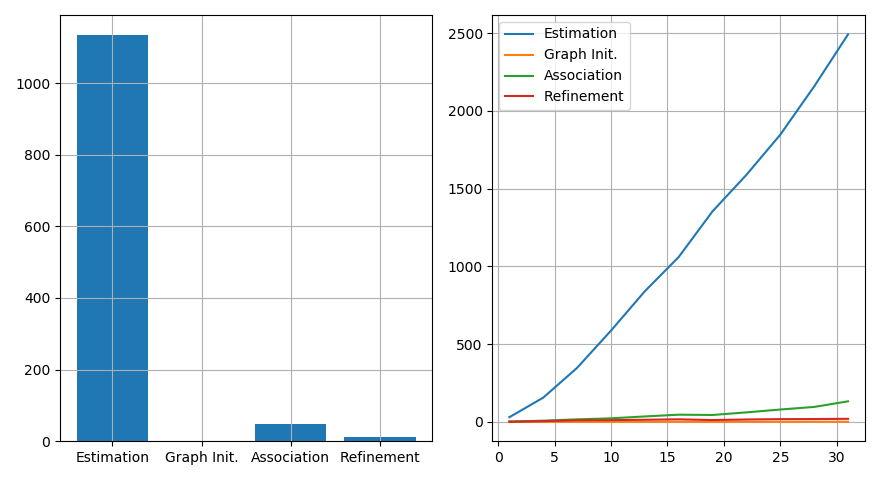 1000
800
600
400
200
0
Estimation Graph Init. Association Refinement
2500
2000
1500
1000
500
0
0 5 10 15 20 25 30
Estimation
Graph Init.
Association
Refinement